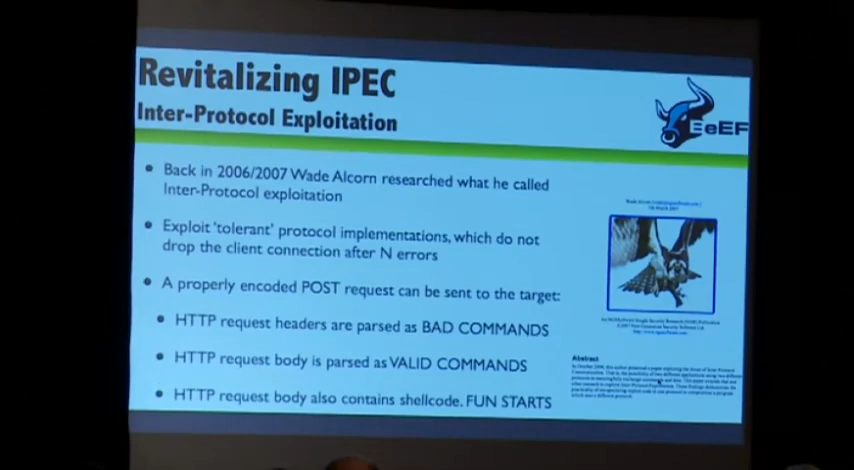 Revitalizing IPEC
Inter-Protocol Exploitation
BeEF
• Back in 2006/2007 Wade Alcorn researched what he called
Inter-Protocol exploitation
• Exploit 'tolerant' protocol implementations, which do not
drop the client connection after N errors
• A properly encoded POST request can be sent to the target:
• HTTP request headers are parsed as BAD COMMANDS
• HTTP request body is parsed as VALID COMMANDS
• HTTP request body also contains shellcode. FUN STARTS
Abstract